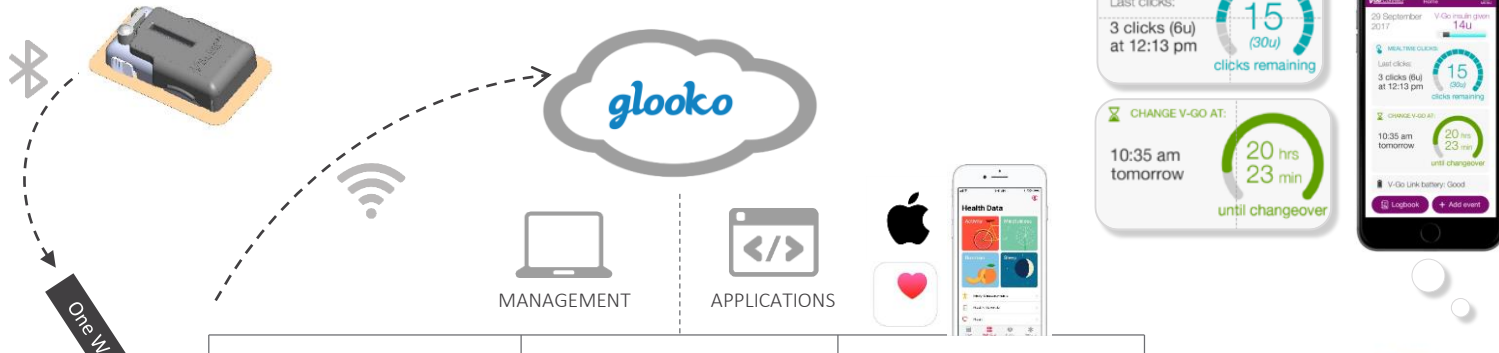 One W
glooko
MANAGEMENT
APPLICATIONS
Health Data
Last clicks:
3 clicks (6u)
at 12:13 pm
15
(30u)
clicks remaining
CHANGE V-GO AT:
10:35 am
tomorrow
20 hrs
23 min
until changeover
Home
29 September
2017
V-Go insulin given
14u
MEALTIME CLICKS:
Last clicks:
3 clicks (6u)
at 12:13 pm
15
(30u)
clicks remaining
CHANGE V-GO AT:
10:35 am
tomorrow
20 hrs
23 min
until changeover
V-Go Link battery: Good
Logbook
+ Add event